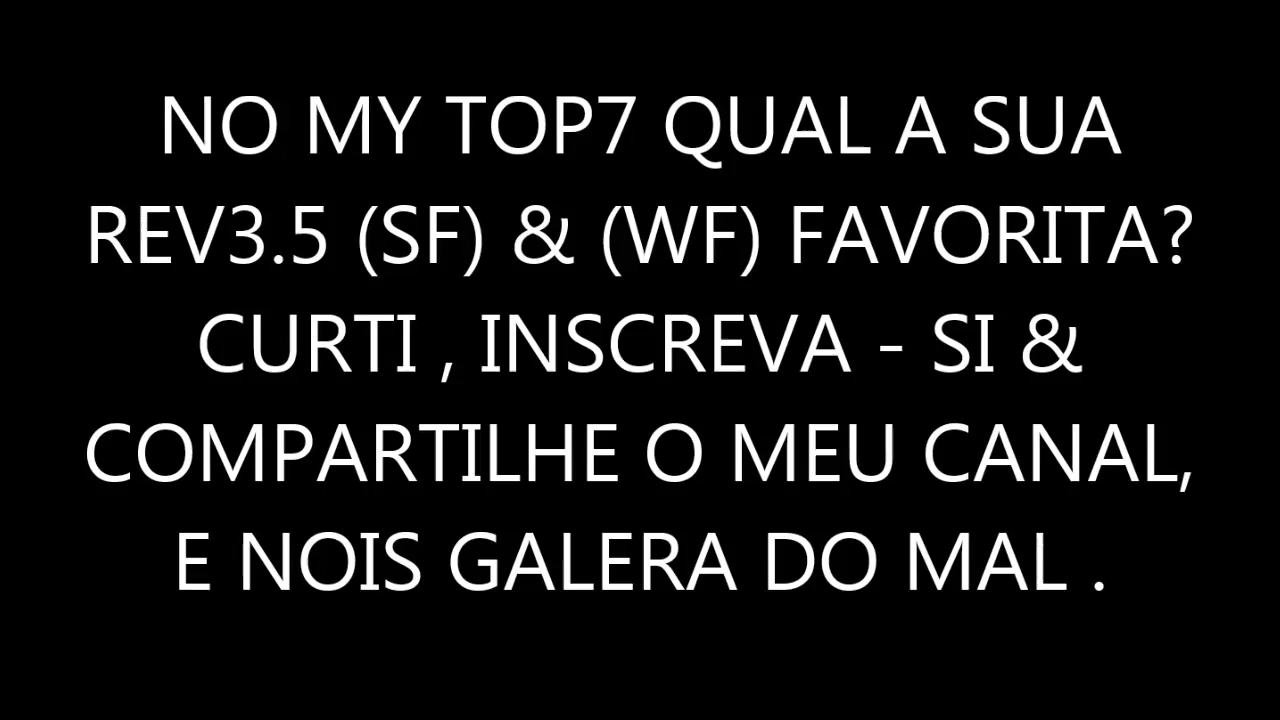 NO MY TOP7 QUAL A SUA
REV3.5 (SF) & (WF) FAVORITA?
CURTI , INSCREVA - SI &
COMPARTILHE O MEU CANAL,
E NOIS GALERA DO MAL .